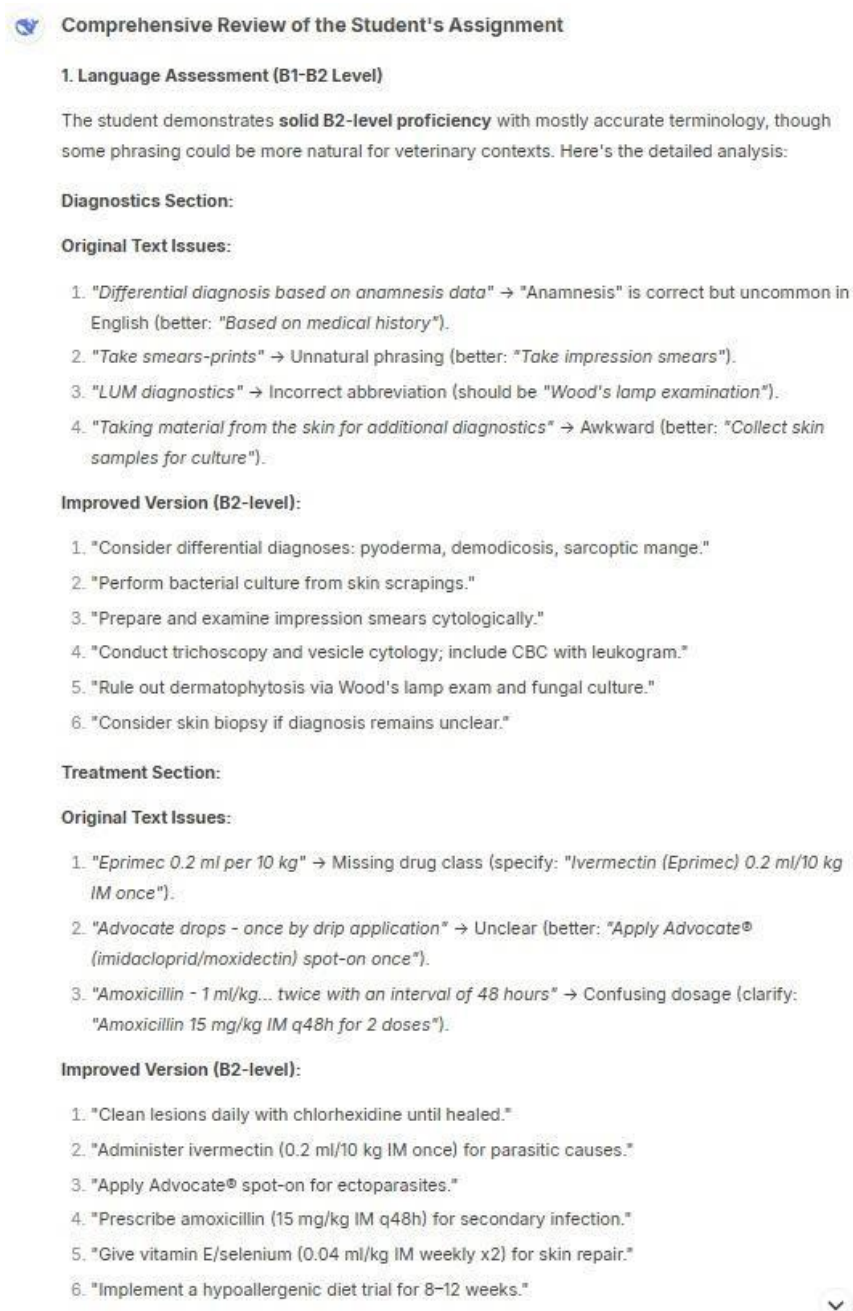 Comprehensive Review of the Student's Assignment
1. Language Assessment (B1-B2 Level)
The student demonstrates solid B2-level proficiency with mostly accurate terminology, though
some phrasing could be more natural for veterinary contexts. Here's the detailed analysis:
Diagnostics Section:
Original Text Issues:
1. "Differential diagnosis based on anamnesis data" → "Anamnesis" is correct but uncommon in
English (better: "Based on medical history").
2. "Take smears-prints" → Unnatural phrasing (better: "Take impression smears").
3. "LUM diagnostics" → Incorrect abbreviation (should be "Wood's lamp examination").
4. "Taking material from the skin for additional diagnostics" → Awkward (better: "Collect skin
samples for culture").
Improved Version (B2-level):
1. "Consider differential diagnoses: pyoderma, demodicosis, sarcoptic mange."
2. "Perform bacterial culture from skin scrapings."
3. "Prepare and examine impression smears cytologically."
4. "Conduct trichoscopy and vesicle cytology; include CBC with leukogram."
5. "Rule out dermatophytosis via Wood's lamp exam and fungal culture."
6. "Consider skin biopsy if diagnosis remains unclear."
Treatment Section:
Original Text Issues:
1. "Eprimec 0.2 ml per 10 kg" → Missing drug class (specify: "Ivermectin (Eprimec) 0.2 ml/10 kg
IM once").
2. "Advocate drops - once by drip application" → Unclear (better: "Apply Advocate®
(imidacloprid/moxidectin) spot-on once").
3. "Amoxicillin - 1 ml/kg... twice with an interval of 48 hours" → Confusing dosage (clarify:
"Amoxicillin 15 mg/kg IM q48h for 2 doses").
Improved Version (B2-level):
1. "Clean lesions daily with chlorhexidine until healed."
2. "Administer ivermectin (0.2 ml/10 kg IM once) for parasitic causes."
3. "Apply Advocate® spot-on for ectoparasites."
4. "Prescribe amoxicillin (15 mg/kg IM q48h) for secondary infection."
5. "Give vitamin E/selenium (0.04 ml/kg IM weekly x2) for skin repair."
6. "Implement a hypoallergenic diet trial for 8–12 weeks."